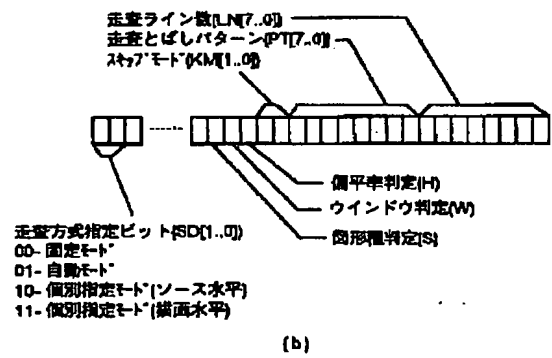 走査ライン数(LN[7..0])
走査とばしパターン(PT[7..0])
ｽｷｯﾌﾟﾓｰﾄﾞ(KM[1..0])
偏平率判定(H)
ウインドウ判定(W)
図形種判定(S)
走査方式指定ビット(SD[1..0])
00- 固定ﾓｰﾄﾞ
01- 自動ﾓｰﾄﾞ
10- 個別指定ﾓｰﾄﾞ(ソース水平)
11- 個別指定ﾓｰﾄﾞ(描画水平)
(b)